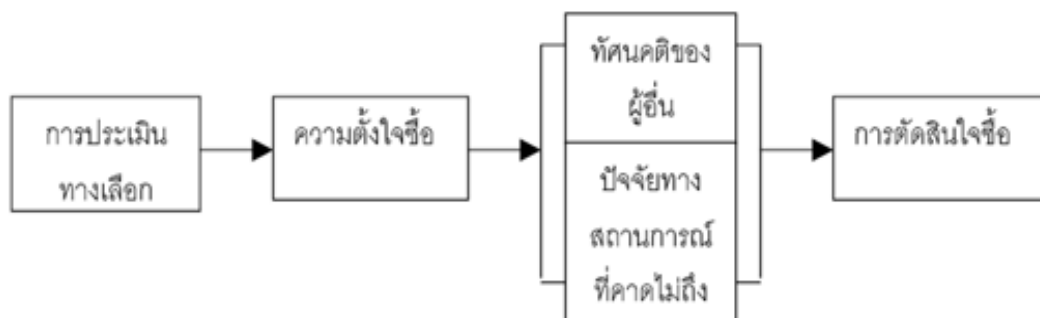 การประเมิน
ทางเลือก
ความตั้งใจซื้อ
ทัศนคติของ
ผู้อื่น
ปัจจัยทาง
สถานการณ์
ที่คาดไม่ถึง
การตัดสินใจซื้อ